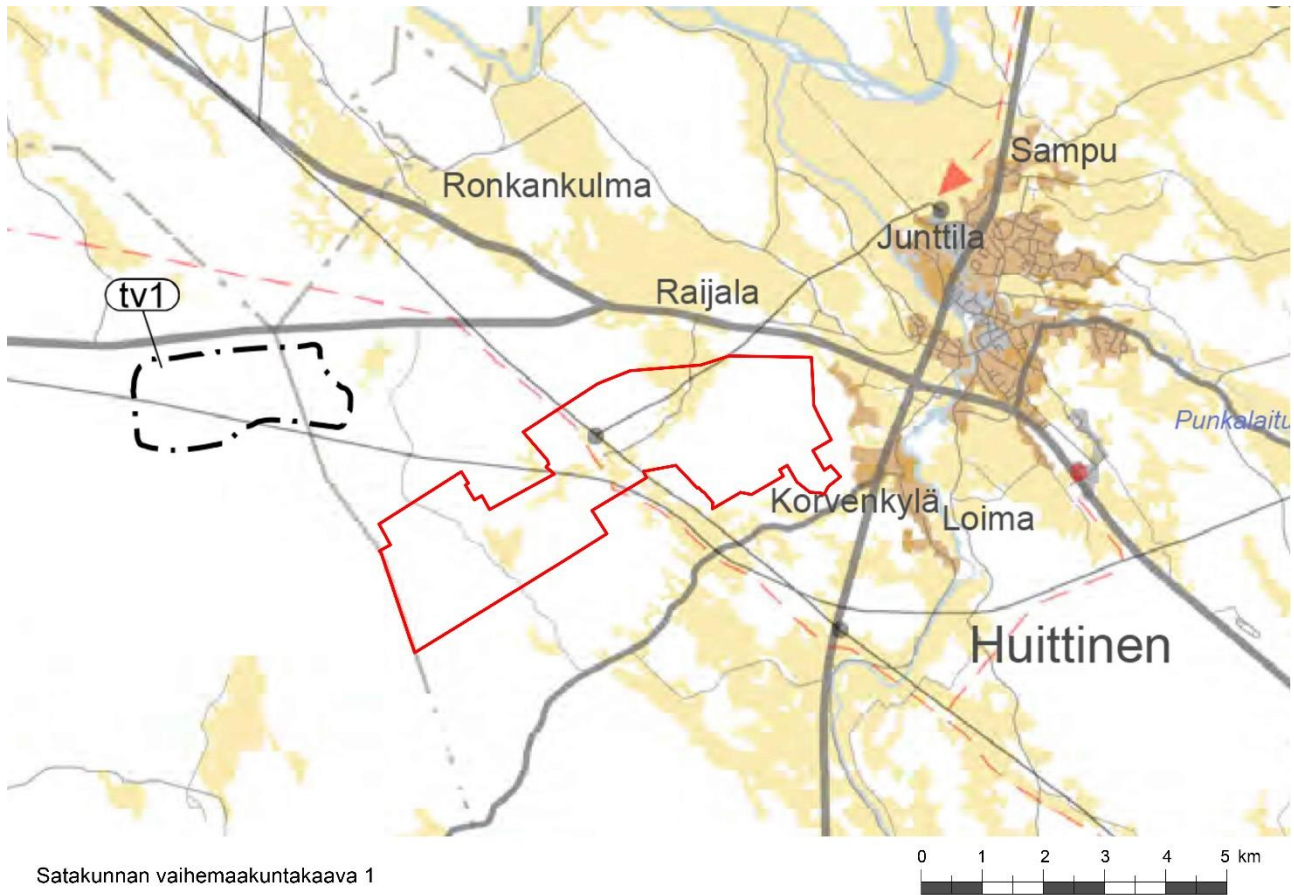 Sampu
Ronkankulma
Junttila
tv1
Raijala
Punkalaitu
Korvenkylä
Loima
Huittinen
Satakunnan vaihemaakuntakaava 1
0 1 2 3 4 5 km